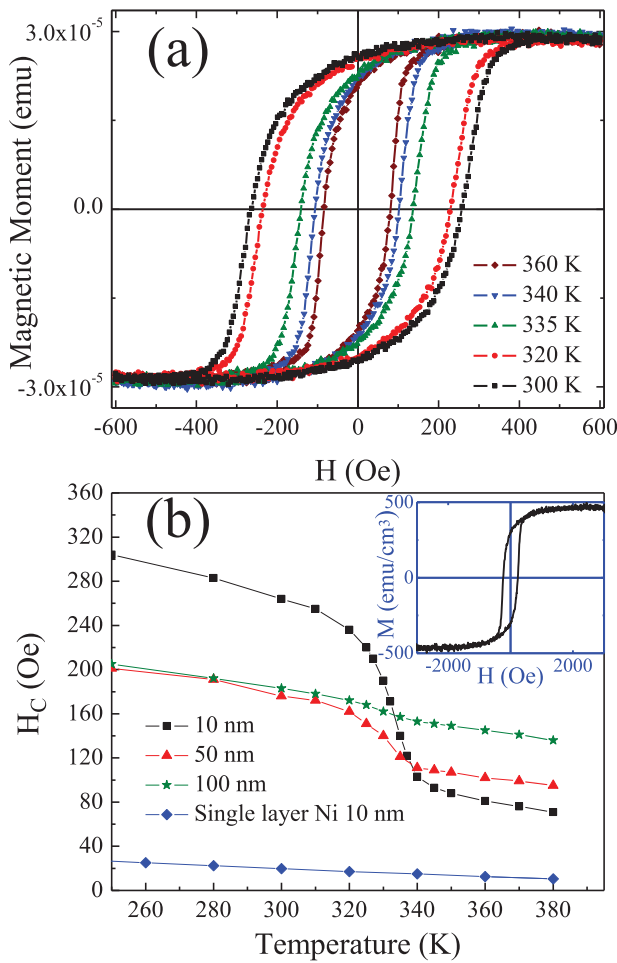 (a)
3.0x10⁻⁵
0.0
-3.0x10⁻⁵
Magnetic Moment (emu)
360 K
340 K
335 K
320 K
300 K
-600 -400 -200 0 200 400 600
H (Oe)
(b)
360
320
280
240
200
160
120
80
40
0
H_C (Oe)
10 nm
50 nm
100 nm
Single layer Ni 10 nm
260 280 300 320 340 360 380
Temperature (K)
500
0
-500
M (emu/cm³)
-2000 0 2000
H (Oe)